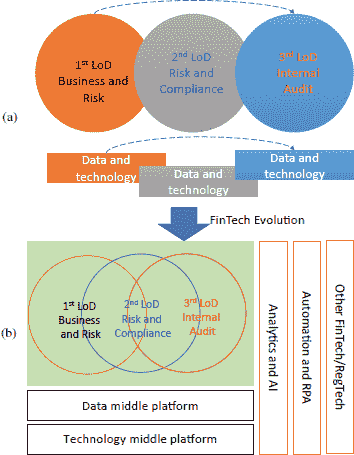 1st LoD
Business and
Risk
2nd LoD
Risk and
Compliance
3rd LoD
Internal
Audit
(a)
Data and
technology
Data and
technology
Data and
technology
FinTech Evolution
1st LoD
Business
and Risk
2nd LoD
Risk and
Compliance
3rd LoD
Internal
Audit
(b)
Data middle platform
Technology middle platform
Analytics and AI
Automation and RPA
Other FinTech/RegTech